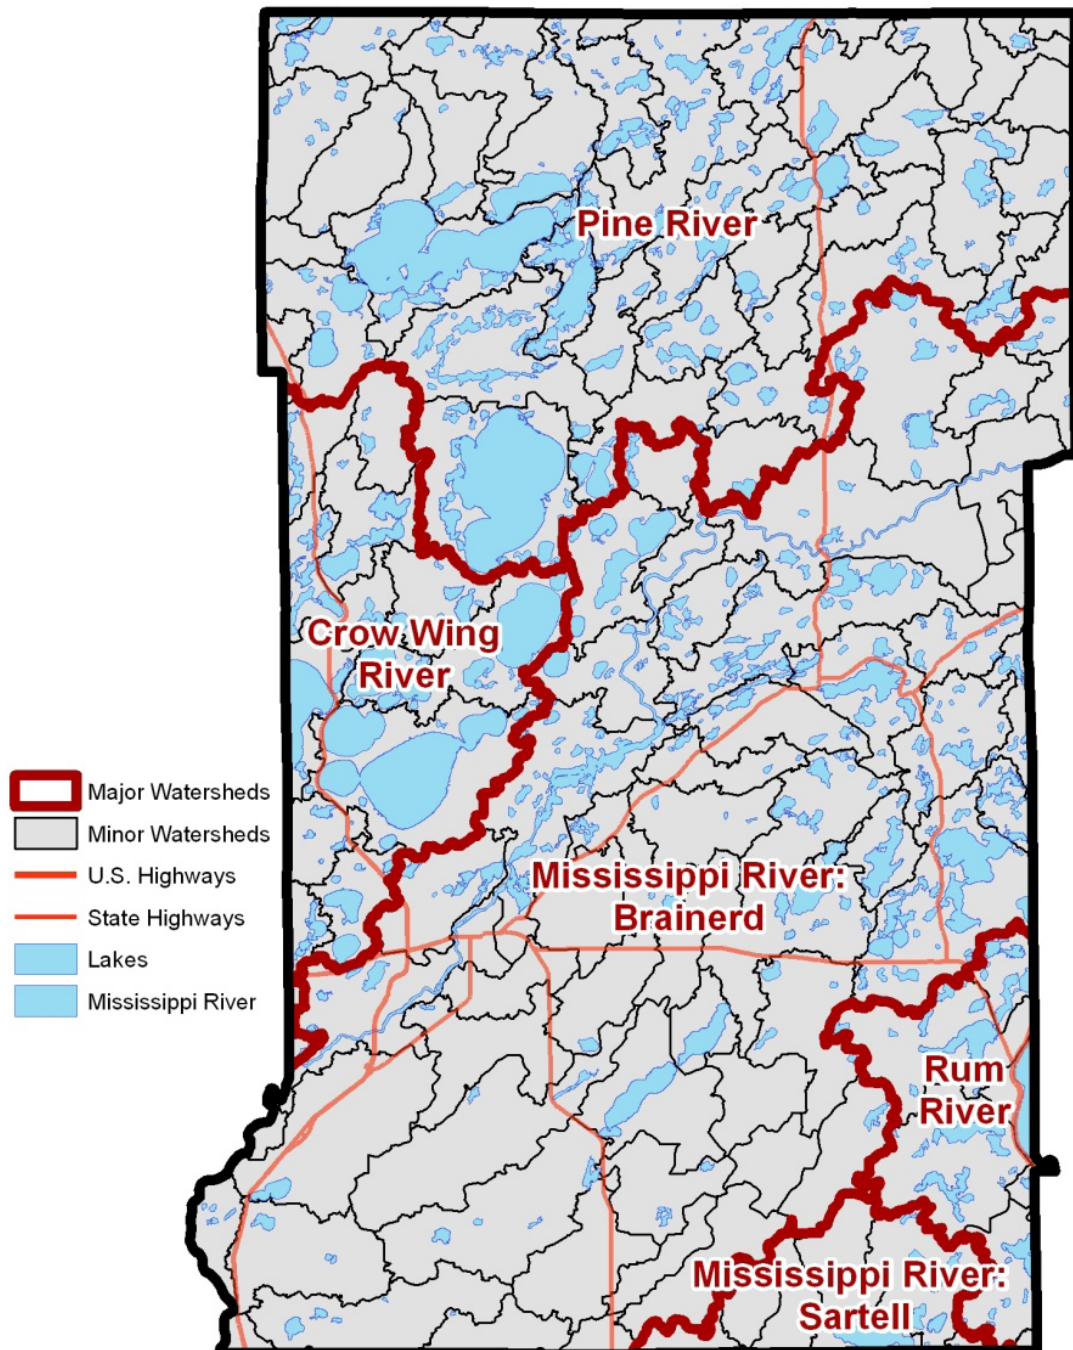 Pine River
Crow Wing
River
Major Watersheds
Minor Watersheds
U.S. Highways
State Highways
Lakes
Mississippi River
Mississippi River:
Brainerd
Rum
River
Mississippi River:
Sartell